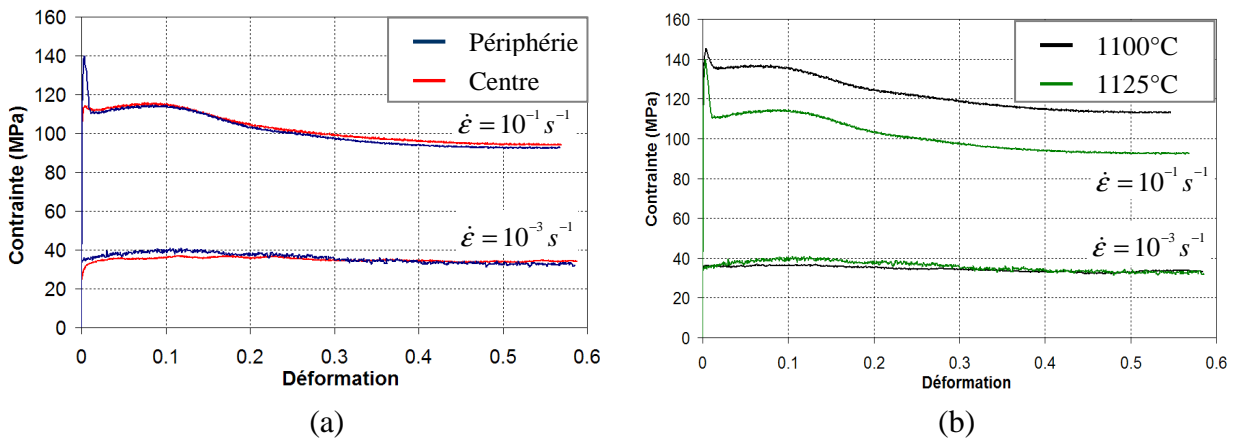 160
140
120
100
80
60
40
20
0
Contrainte (MPa)
Périphérie
Centre
ε̇ = 10⁻¹ s⁻¹
ε̇ = 10⁻³ s⁻¹
0 0.1 0.2 0.3 0.4 0.5 0.6
Déformation
(a)
160
140
120
100
80
60
40
20
0
Contrainte (MPa)
1100°C
1125°C
ε̇ = 10⁻¹ s⁻¹
ε̇ = 10⁻³ s⁻¹
0 0.1 0.2 0.3 0.4 0.5 0.6
Déformation
(b)